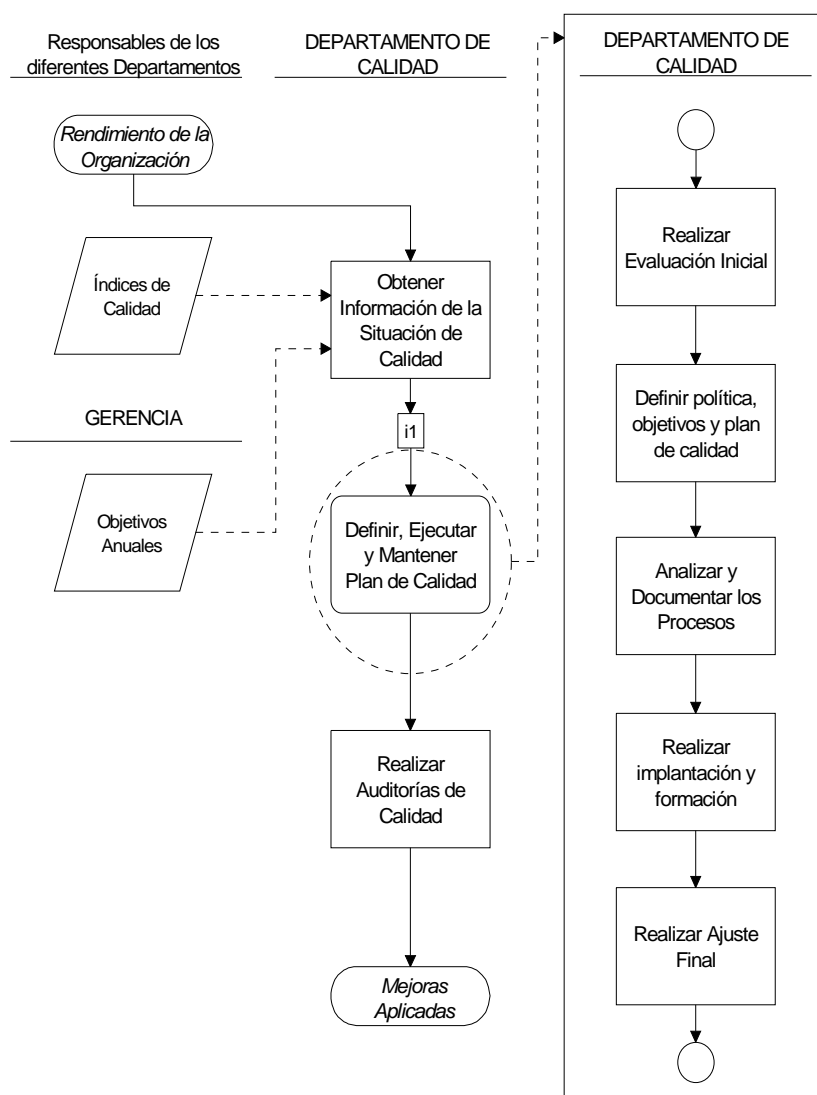 Responsables de los
diferentes Departamentos
DEPARTAMENTO DE
CALIDAD
DEPARTAMENTO DE
CALIDAD
Rendimiento de la
Organización
Índices de
Calidad
Obtener
Información de la
Situación de
Calidad
GERENCIA
i1
Objetivos
Anuales
Definir, Ejecutar
y Mantener
Plan de Calidad
Realizar
Auditorías de
Calidad
Mejoras
Aplicadas
Realizar
Evaluación Inicial
Definir política,
objetivos y plan
de calidad
Analizar y
Documentar los
Procesos
Realizar
implantación y
formación
Realizar Ajuste
Final